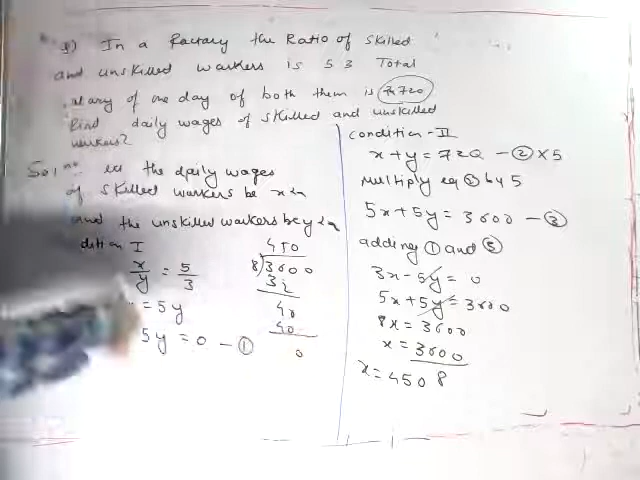 In a factory the Ratio of skilled
and unskilled workers is 5 3 Total
salary of one day of both them is ₹720
find daily wages of skilled and unskilled
workers?
Soln: the daily wages
of skilled workers be x
and the unskilled workers be y
dition I
x/y = 5/3
= 5y
5y = 0 — ①
450
8)3600
32
40
40
0
condition - II
x + y = 720 — ② × 5
Multiply eq ② by 5
5x + 5y = 3600 — ③
adding ① and ③
3x - 5y = 0
5x + 5y = 3600
8x = 3600
x = 3600
x = 450 8